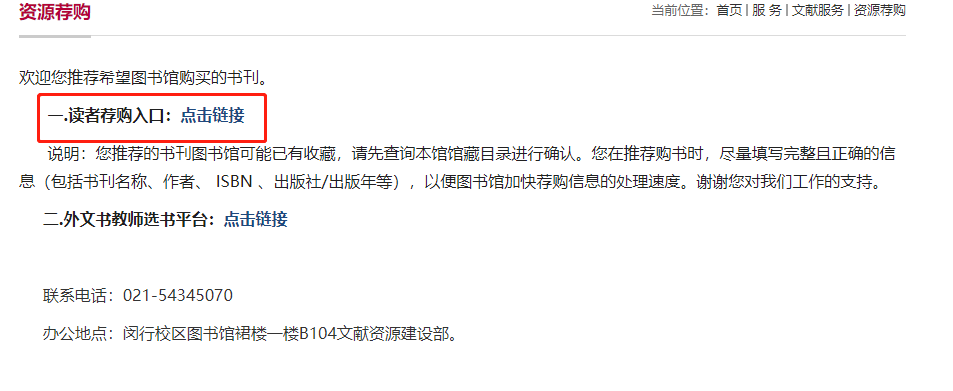 资源荐购
当前位置：首页 | 服 务 | 文献服务 | 资源荐购
欢迎您推荐希望图书馆购买的书刊。
一.读者荐购入口：点击链接
说明：您推荐的书刊图书馆可能已有收藏，请先查询本馆馆藏目录进行确认。您在推荐购书时，尽量填写完整且正确的信
息（包括书刊名称、作者、 ISBN 、出版社/出版年等），以便图书馆加快荐购信息的处理速度。谢谢您对我们工作的支持。
二.外文书教师选书平台：点击链接
联系电话：021-54345070
办公地点：闵行校区图书馆裙楼一楼B104文献资源建设部。